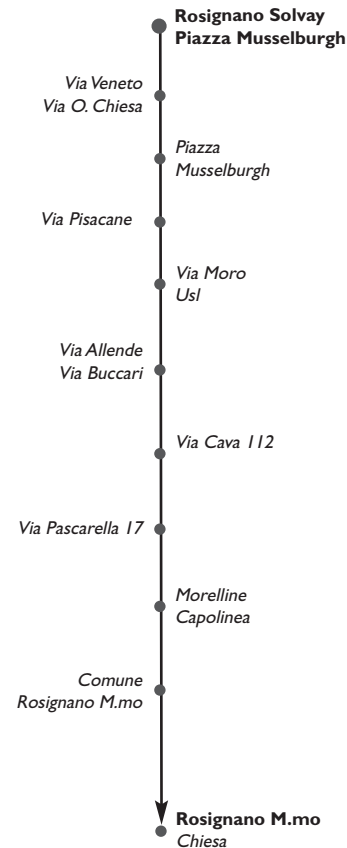 Rosignano Solvay
Piazza Musselburgh
Via Veneto
Via O. Chiesa
Piazza
Musselburgh
Via Pisacane
Via Moro
Usl
Via Allende
Via Buccari
Via Cava 112
Via Pascarella 17
Morelline
Capolinea
Comune
Rosignano M.mo
Rosignano M.mo
Chiesa